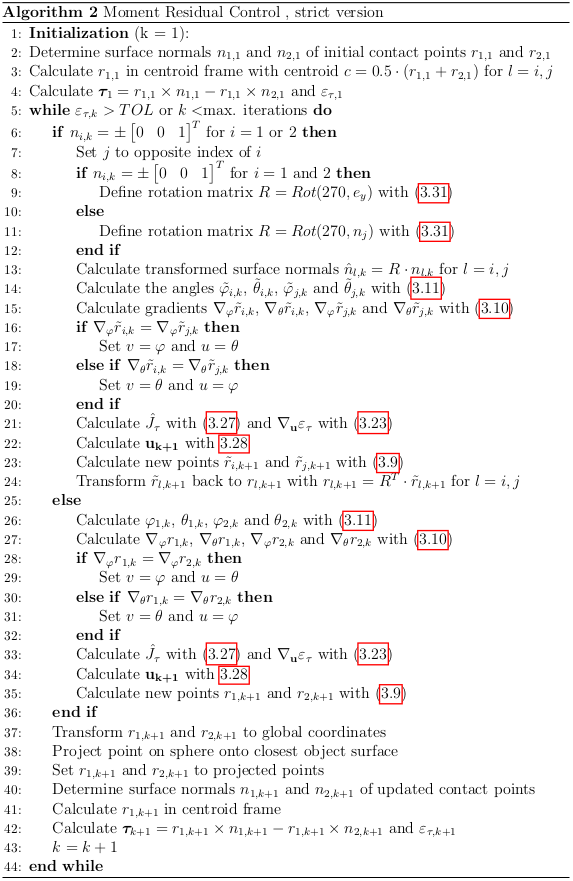 Algorithm 2 Moment Residual Control , strict version
1: Initialization (k = 1):
2: Determine surface normals $n_{1,1}$ and $n_{2,1}$ of initial contact points $r_{1,1}$ and $r_{2,1}$
3: Calculate $r_{1,1}$ in centroid frame with centroid $c = 0.5 \cdot (r_{1,1} + r_{2,1})$ for $l = i, j$
4: Calculate $\boldsymbol{\tau}_1 = r_{1,1} \times n_{1,1} - r_{1,1} \times n_{2,1}$ and $\varepsilon_{\tau,1}$
5: while $\varepsilon_{\tau,k} > TOL$ or $k <$max. iterations do
6: if $n_{i,k} = \pm \begin{bmatrix} 0 & 0 & 1 \end{bmatrix}^T$ for $i = 1$ or 2 then
7: Set $j$ to opposite index of $i$
8: if $n_{i,k} = \pm \begin{bmatrix} 0 & 0 & 1 \end{bmatrix}^T$ for $i = 1$ and 2 then
9: Define rotation matrix $R = Rot(270, e_y)$ with (3.31)
10: else
11: Define rotation matrix $R = Rot(270, n_j)$ with (3.31)
12: end if
13: Calculate transformed surface normals $\hat{n}_{l,k} = R \cdot n_{l,k}$ for $l = i, j$
14: Calculate the angles $\tilde{\varphi}_{i,k}$, $\tilde{\theta}_{i,k}$, $\tilde{\varphi}_{j,k}$ and $\tilde{\theta}_{j,k}$ with (3.11)
15: Calculate gradients $\nabla_\varphi \tilde{r}_{i,k}$, $\nabla_\theta \tilde{r}_{i,k}$, $\nabla_\varphi \tilde{r}_{j,k}$ and $\nabla_\theta \tilde{r}_{j,k}$ with (3.10)
16: if $\nabla_\varphi \tilde{r}_{i,k} = \nabla_\varphi \tilde{r}_{j,k}$ then
17: Set $v = \varphi$ and $u = \theta$
18: else if $\nabla_\theta \tilde{r}_{i,k} = \nabla_\theta \tilde{r}_{j,k}$ then
19: Set $v = \theta$ and $u = \varphi$
20: end if
21: Calculate $\hat{J}_\tau$ with (3.27) and $\nabla_{\mathbf{u}} \varepsilon_\tau$ with (3.23)
22: Calculate $\mathbf{u_{k+1}}$ with 3.28
23: Calculate new points $\tilde{r}_{i,k+1}$ and $\tilde{r}_{j,k+1}$ with (3.9)
24: Transform $\tilde{r}_{l,k+1}$ back to $r_{l,k+1}$ with $r_{l,k+1} = R^T \cdot \tilde{r}_{l,k+1}$ for $l = i, j$
25: else
26: Calculate $\varphi_{1,k}$, $\theta_{1,k}$, $\varphi_{2,k}$ and $\theta_{2,k}$ with (3.11)
27: Calculate $\nabla_\varphi r_{1,k}$, $\nabla_\theta r_{1,k}$, $\nabla_\varphi r_{2,k}$ and $\nabla_\theta r_{2,k}$ with (3.10)
28: if $\nabla_\varphi r_{1,k} = \nabla_\varphi r_{2,k}$ then
29: Set $v = \varphi$ and $u = \theta$
30: else if $\nabla_\theta r_{1,k} = \nabla_\theta r_{2,k}$ then
31: Set $v = \theta$ and $u = \varphi$
32: end if
33: Calculate $\hat{J}_\tau$ with (3.27) and $\nabla_{\mathbf{u}} \varepsilon_\tau$ with (3.23)
34: Calculate $\mathbf{u_{k+1}}$ with 3.28
35: Calculate new points $r_{1,k+1}$ and $r_{2,k+1}$ with (3.9)
36: end if
37: Transform $r_{1,k+1}$ and $r_{2,k+1}$ to global coordinates
38: Project point on sphere onto closest object surface
39: Set $r_{1,k+1}$ and $r_{2,k+1}$ to projected points
40: Determine surface normals $n_{1,k+1}$ and $n_{2,k+1}$ of updated contact points
41: Calculate $r_{1,k+1}$ in centroid frame
42: Calculate $\boldsymbol{\tau}_{k+1} = r_{1,k+1} \times n_{1,k+1} - r_{1,k+1} \times n_{2,k+1}$ and $\varepsilon_{\tau,k+1}$
43: $k = k + 1$
44: end while